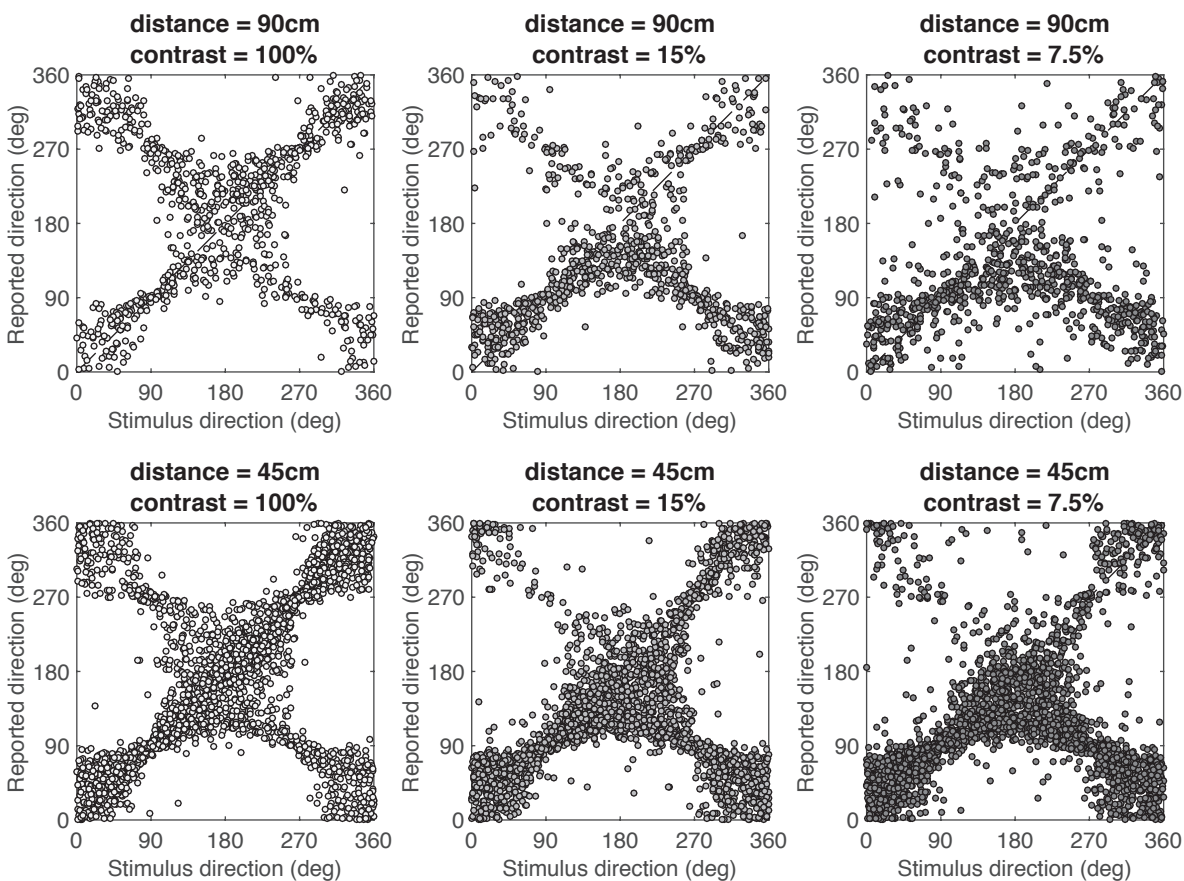 distance = 90cm
contrast = 100%
360
270
180
90
0
Reported direction (deg)
0 90 180 270 360
Stimulus direction (deg)
distance = 90cm
contrast = 15%
360
270
180
90
0
Reported direction (deg)
0 90 180 270 360
Stimulus direction (deg)
distance = 90cm
contrast = 7.5%
360
270
180
90
0
Reported direction (deg)
0 90 180 270 360
Stimulus direction (deg)
distance = 45cm
contrast = 100%
360
270
180
90
0
Reported direction (deg)
0 90 180 270 360
Stimulus direction (deg)
distance = 45cm
contrast = 15%
360
270
180
90
0
Reported direction (deg)
0 90 180 270 360
Stimulus direction (deg)
distance = 45cm
contrast = 7.5%
360
270
180
90
0
Reported direction (deg)
0 90 180 270 360
Stimulus direction (deg)